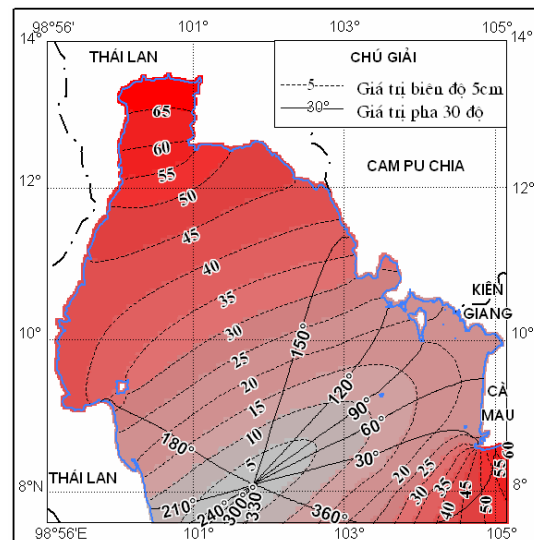 98°56' 101° 103° 105°
14° 14°
THÁI LAN
CHÚ GIẢI
5 Giá trị biên độ 5cm
30° Giá trị pha 30 độ
65
60
55
50
45
40
35
30
25
20
15
10
5
CAM PU CHIA
12° 12°
KIÊN
GIANG
10° 10°
CÀ
MAU
150°
120°
90°
60°
30°
180°
THÁI LAN
210°
240°
300°
330°
360°
20
25
30
35
40
45
50
55
60
8°N 8°
98°56'E 101° 103° 105°